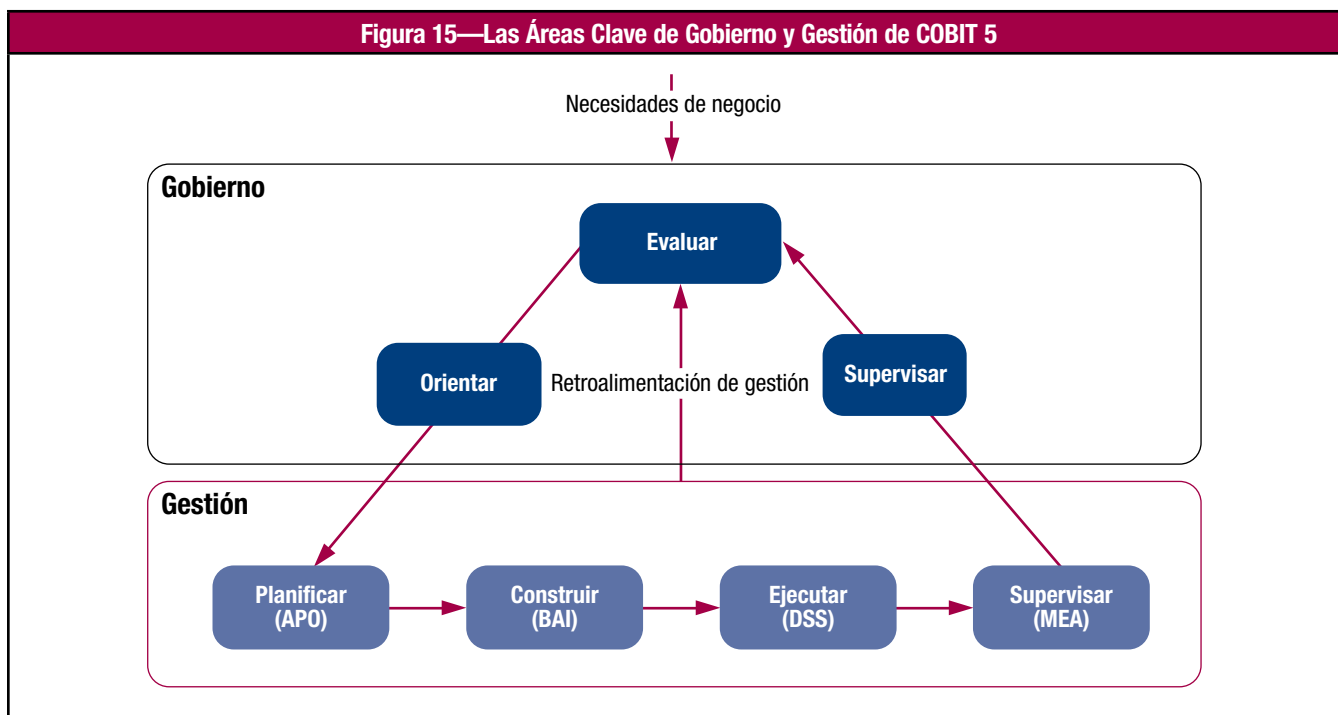 Figura 15—Las Áreas Clave de Gobierno y Gestión de COBIT 5
Necesidades de negocio
Gobierno
Evaluar
Orientar
Retroalimentación de gestión
Supervisar
Gestión
Planificar
(APO)
Construir
(BAI)
Ejecutar
(DSS)
Supervisar
(MEA)